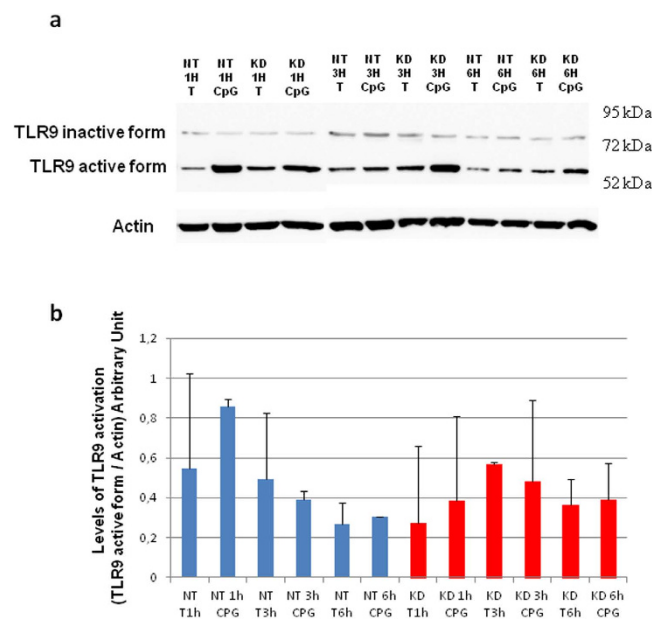 a
NT 1H T
NT 1H CpG
KD 1H T
KD 1H CpG
NT 3H T
NT 3H CpG
KD 3H T
KD 3H CpG
NT 6H T
NT 6H CpG
KD 6H T
KD 6H CpG
95 kDa
TLR9 inactive form
72 kDa
TLR9 active form
52 kDa
Actin
b
Levels of TLR9 activation
(TLR9 active form / Actin) Arbitrary Unit
1,2
1
0,8
0,6
0,4
0,2
0
NT T1h
NT 1h CPG
NT T3h
NT 3h CPG
NT T6h
NT 6h CPG
KD T1h
KD 1h CPG
KD T3h
KD 3h CPG
KD T6h
KD 6h CPG